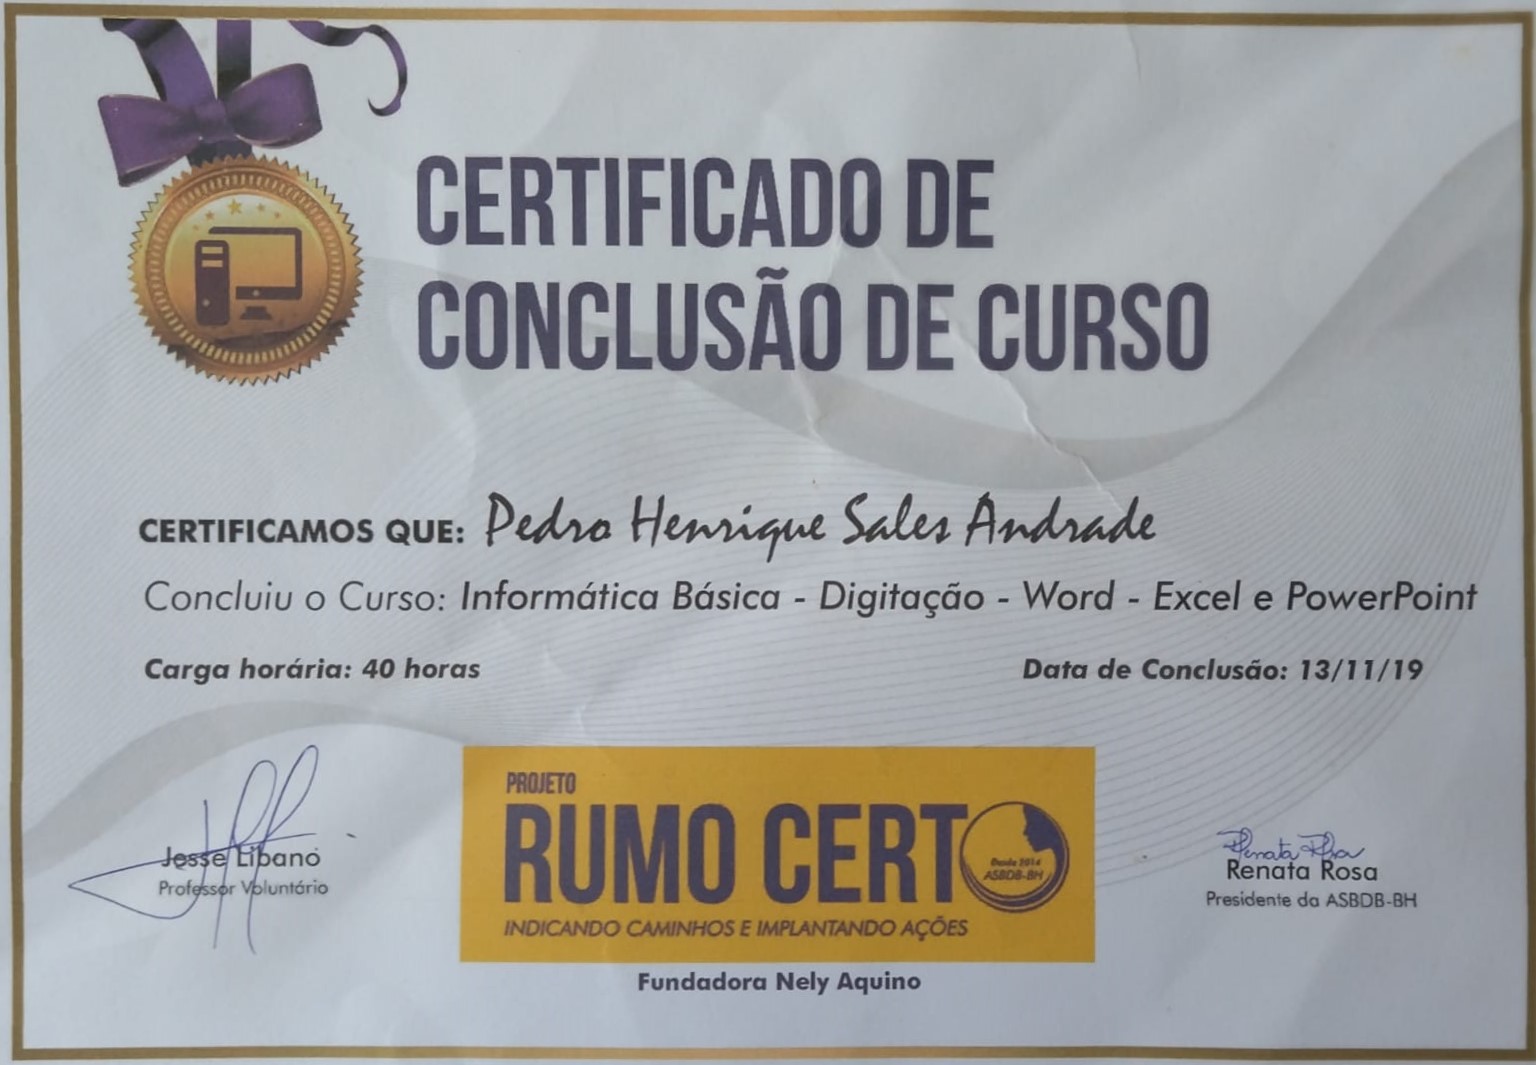 CERTIFICADO DE
CONCLUSÃO DE CURSO
CERTIFICAMOS QUE: Pedro Henrique Sales Andrade
Concluiu o Curso: Informática Básica - Digitação - Word - Excel e PowerPoint
Carga horária: 40 horas
Data de Conclusão: 13/11/19
Jesse Libano
Professor Voluntário
PROJETO
RUMO CERTO
Desde 2014
ASBDB-BH
INDICANDO CAMINHOS E IMPLANTANDO AÇÕES
Fundadora Nely Aquino
Renata Rosa
Renata Rosa
Presidente da ASBDB-BH